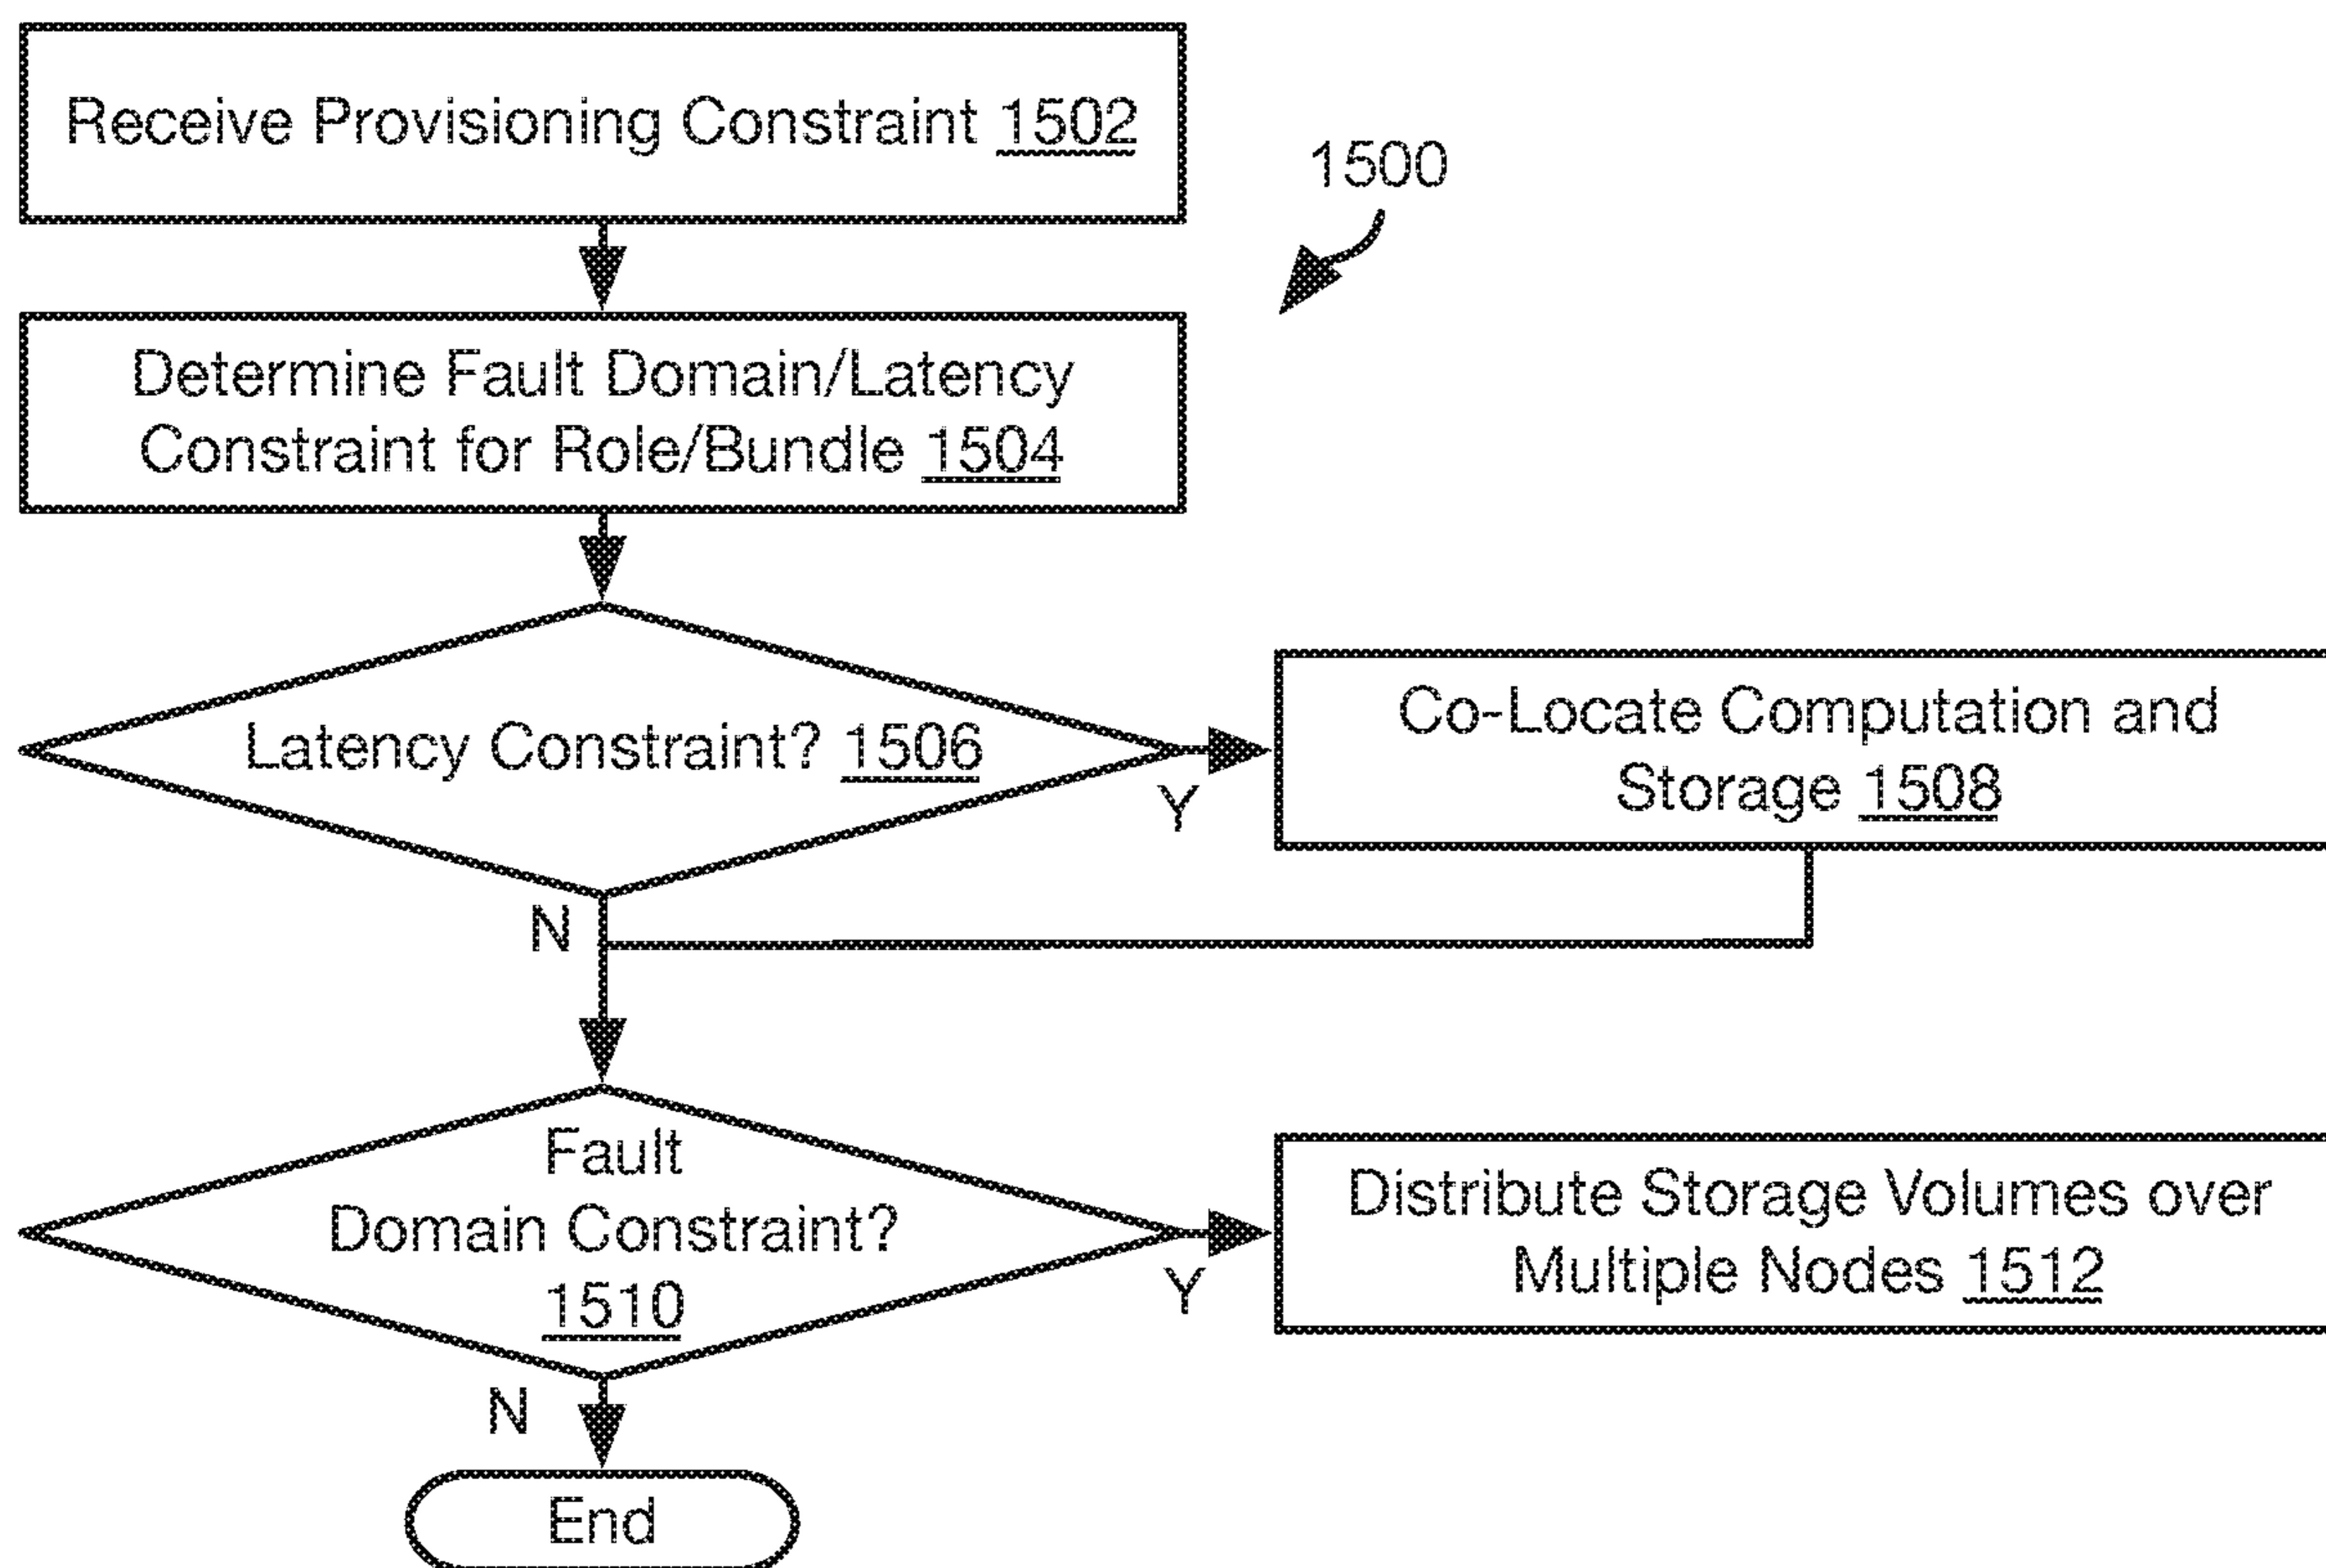 Receive Provisioning Constraint 1502
1500
Determine Fault Domain/Latency
Constraint for Role/Bundle 1504
Latency Constraint? 1506
Y
Co-Locate Computation and
Storage 1508
N
Fault
Domain Constraint?
1510
Y
Distribute Storage Volumes over
Multiple Nodes 1512
N
End